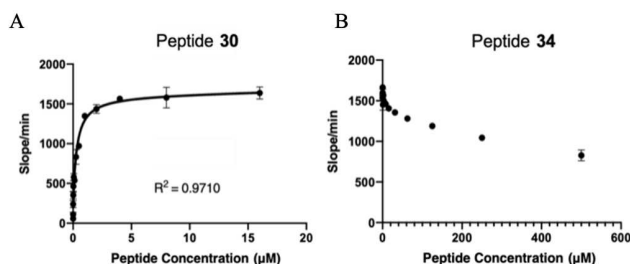 A
Peptide 30
2000
1500
1000
500
0
Slope/min
R² = 0.9710
0 5 10 15 20
Peptide Concentration (µM)
B
Peptide 34
2000
1500
1000
500
0
Slope/min
0 200 400 600
Peptide Concentration (µM)